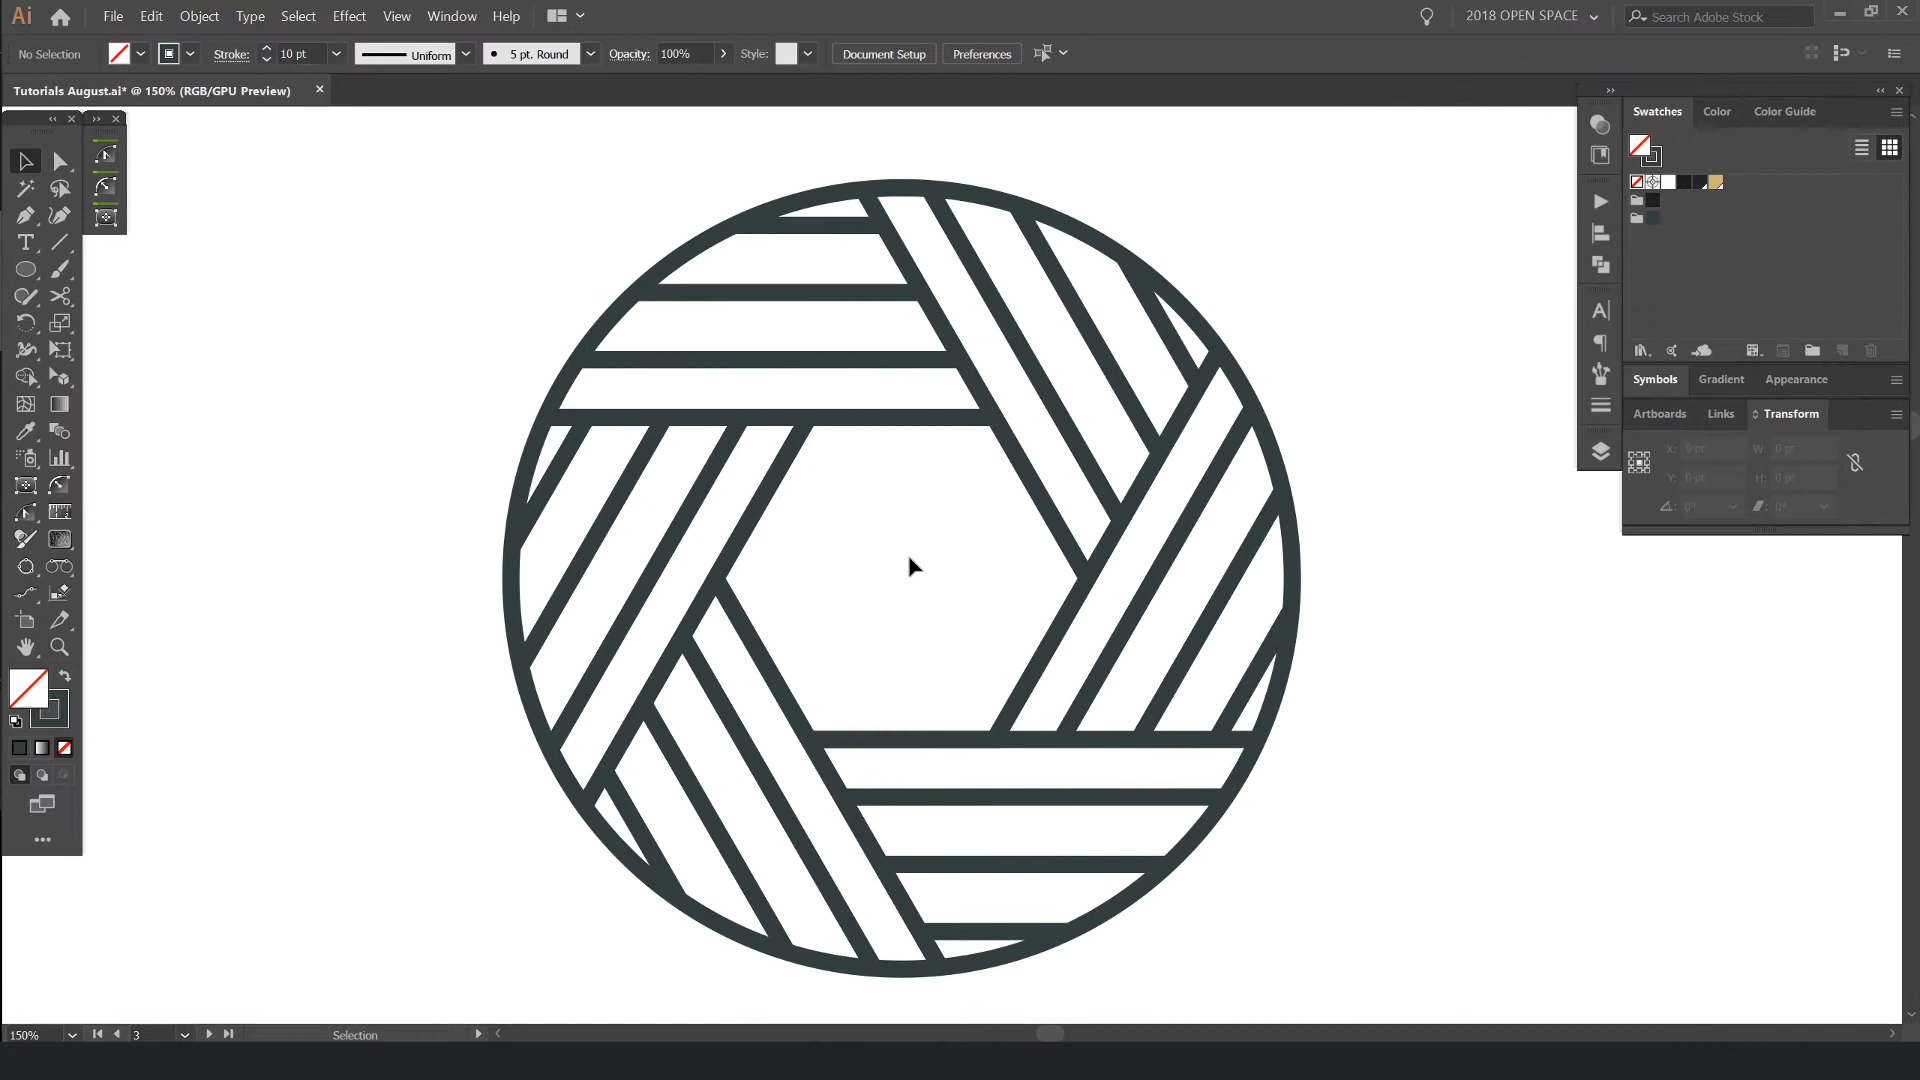 Ai File Edit Object Type Select Effect View Window Help 2018 OPEN SPACE Search Adobe Stock
No Selection Stroke: 10 pt Uniform 5 pt. Round Opacity: 100% Style: Document Setup Preferences
Tutorials August.ai* @ 150% (RGB/GPU Preview)
Swatches Color Color Guide
Symbols Gradient Appearance
Artboards Links Transform
X: 0 pt W: 0 pt
Y: 0 pt H: 0 pt
0° 0°
150% 3 Selection